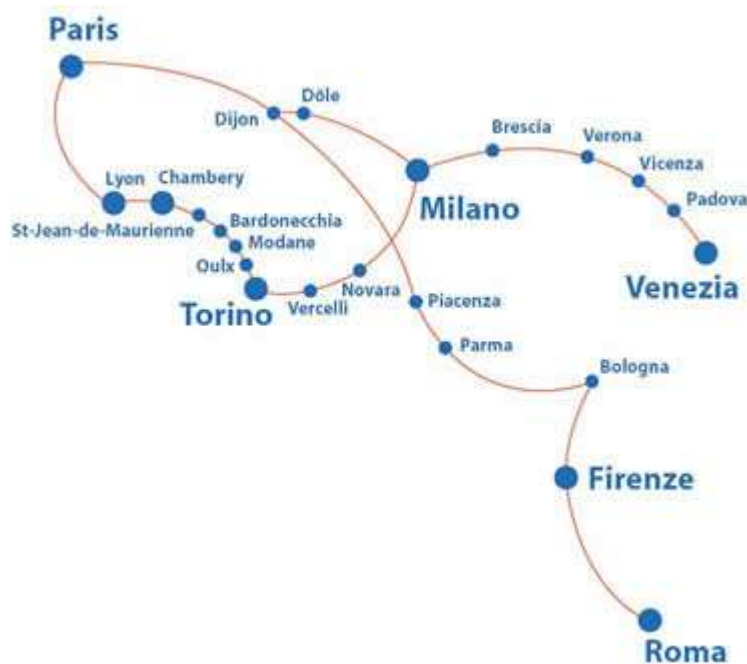 Paris
Dôle
Dijon
Brescia
Verona
Vicenza
Padova
Lyon
Chambery
Milano
St-Jean-de-Maurienne
Bardonecchia
Modane
Oulx
Venezia
Torino
Vercelli
Novara
Piacenza
Parma
Bologna
Firenze
Roma